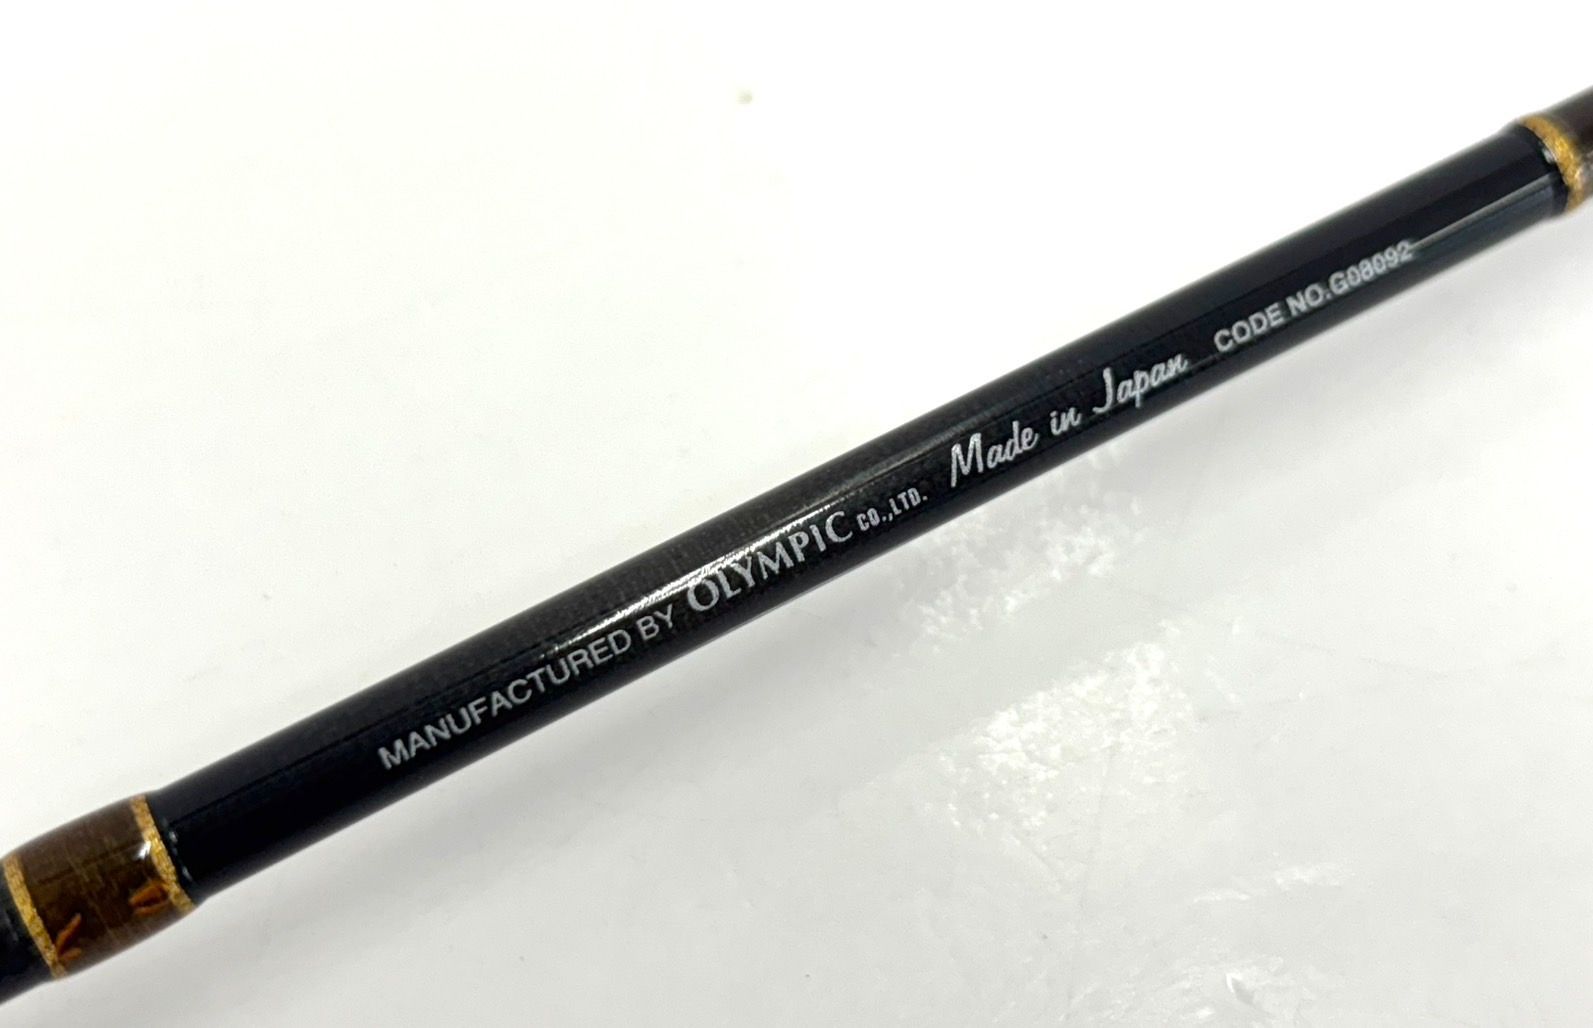 MANUFACTURED BY OLYMPIC CO.,LTD. Made in Japan CODE NO.G08092